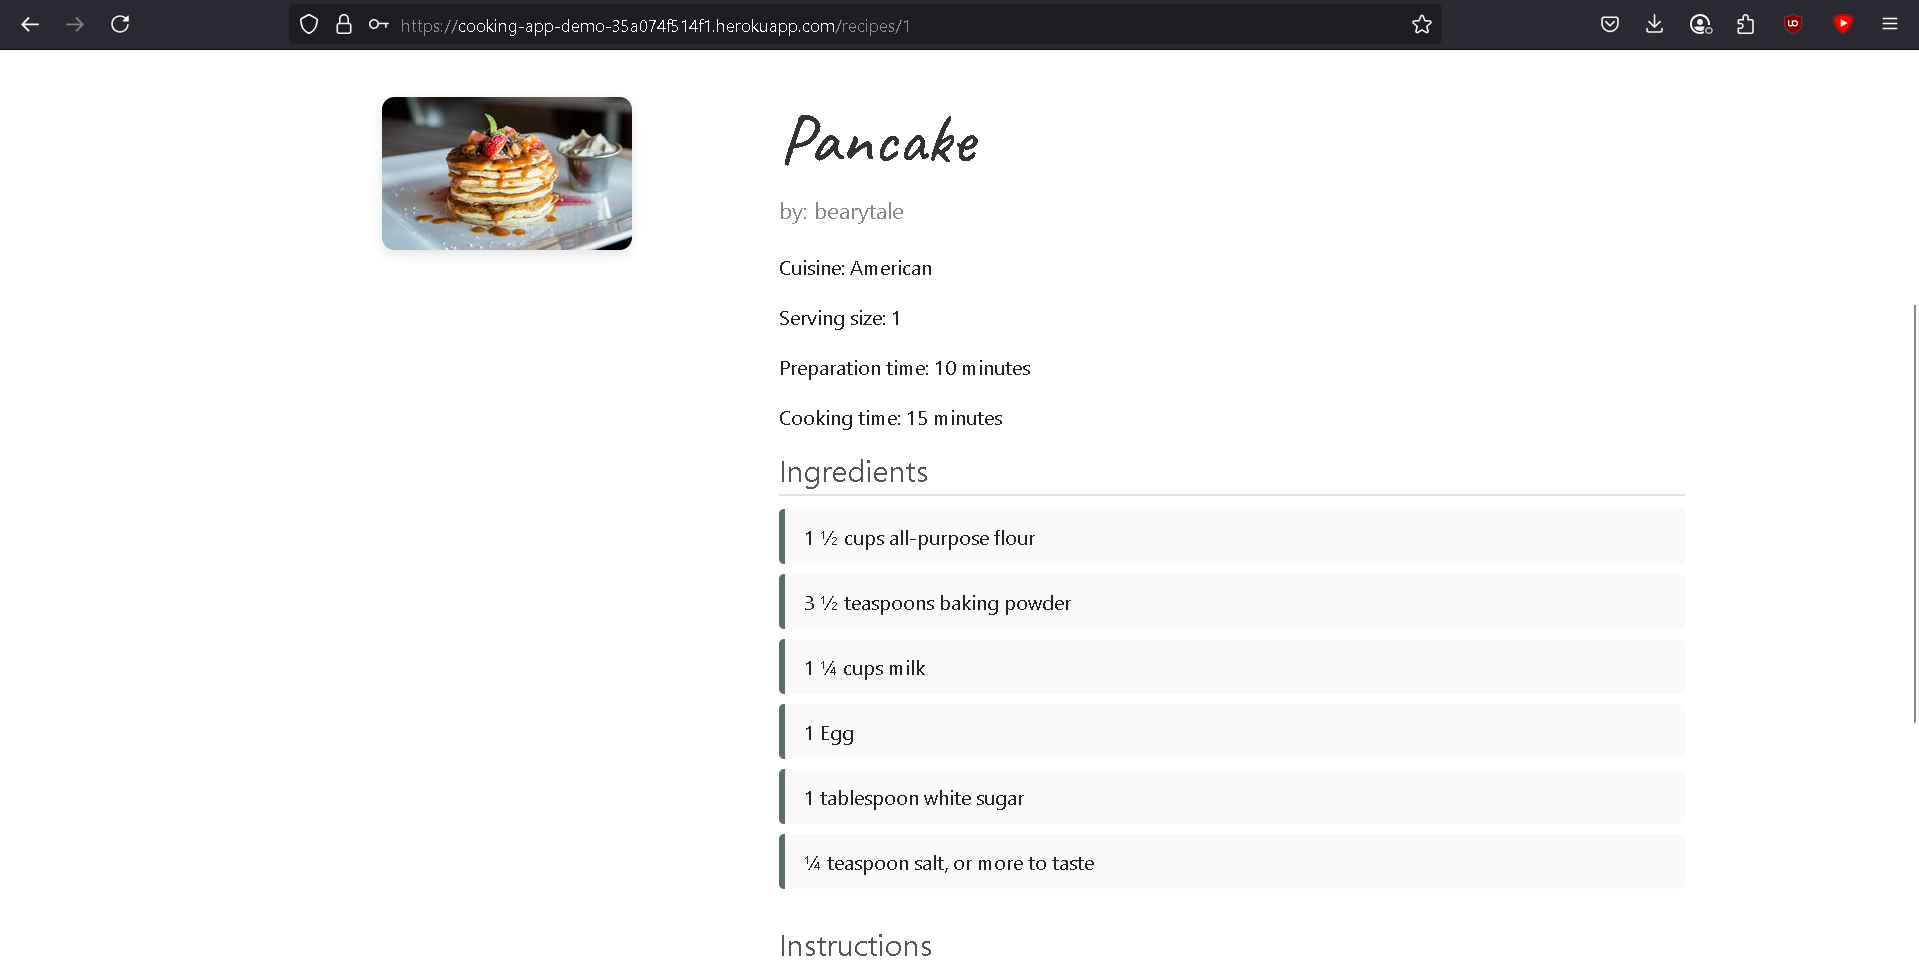 https://cooking-app-demo-35a074f514f1.herokuapp.com/recipes/1
Pancake
by: bearytale
Cuisine: American
Serving size: 1
Preparation time: 10 minutes
Cooking time: 15 minutes
Ingredients
1 ½ cups all-purpose flour
3 ½ teaspoons baking powder
1 ¼ cups milk
1 Egg
1 tablespoon white sugar
¼ teaspoon salt, or more to taste
Instructions